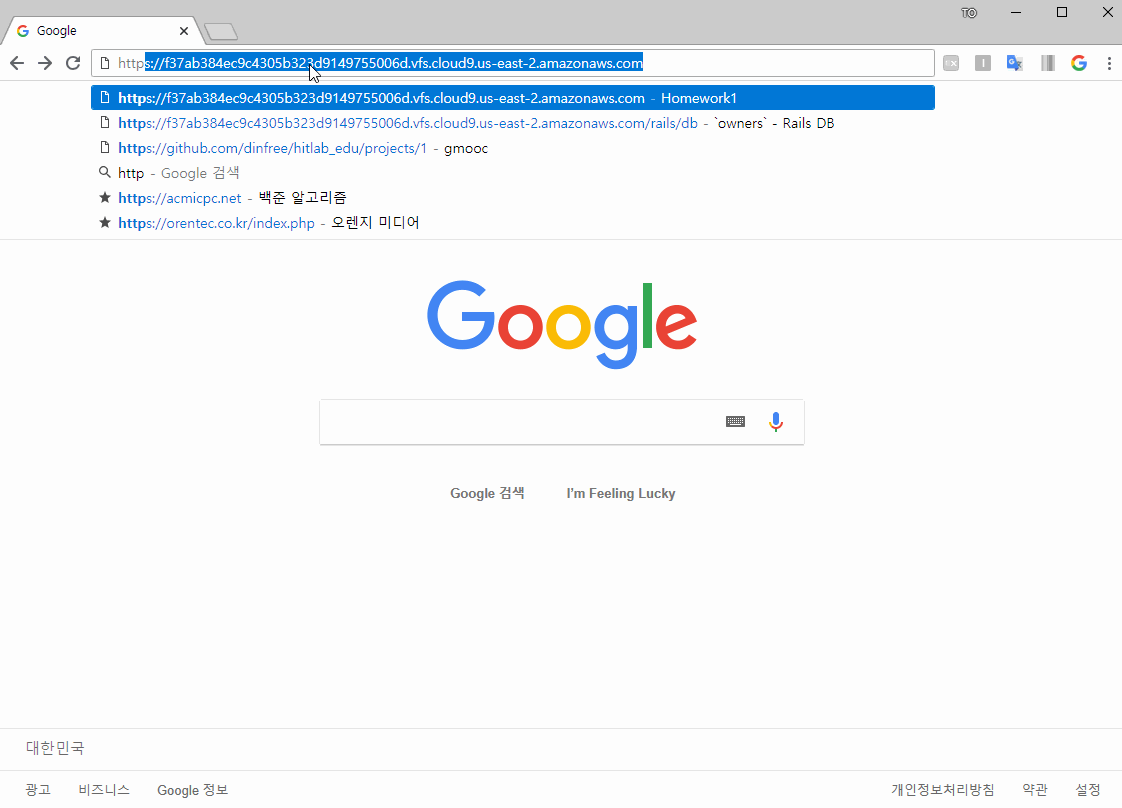 TO
Google
https://f37ab384ec9c4305b323d9149755006d.vfs.cloud9.us-east-2.amazonaws.com
https://f37ab384ec9c4305b323d9149755006d.vfs.cloud9.us-east-2.amazonaws.com - Homework1
https://f37ab384ec9c4305b323d9149755006d.vfs.cloud9.us-east-2.amazonaws.com/rails/db - `owners` - Rails DB
https://github.com/dinfree/hitlab_edu/projects/1 - gmooc
http - Google 검색
https://acmicpc.net - 백준 알고리즘
https://orentec.co.kr/index.php - 오렌지 미디어
Google
Google 검색 I'm Feeling Lucky
대한민국
광고 비즈니스 Google 정보 개인정보처리방침 약관 설정